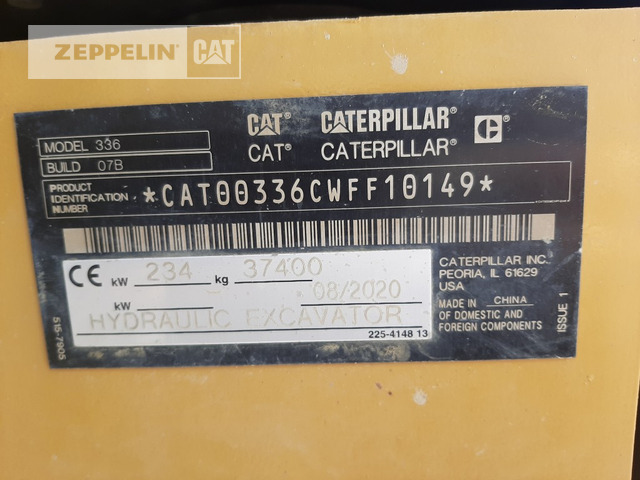 ZEPPELIN CAT
CAT® CATERPILLAR® C®
CAT® CATERPILLAR®
MODEL 336
BUILD 07B
PRODUCT IDENTIFICATION NUMBER
*CAT00336CWFF10149*
CE kW 234 kg 37400
kW 08/2020
HYDRAULIC EXCAVATOR
225-4148 13
515-7905
CATERPILLAR INC.
PEORIA, IL 61629
USA
MADE IN CHINA
OF DOMESTIC AND
FOREIGN COMPONENTS
ISSUE 1